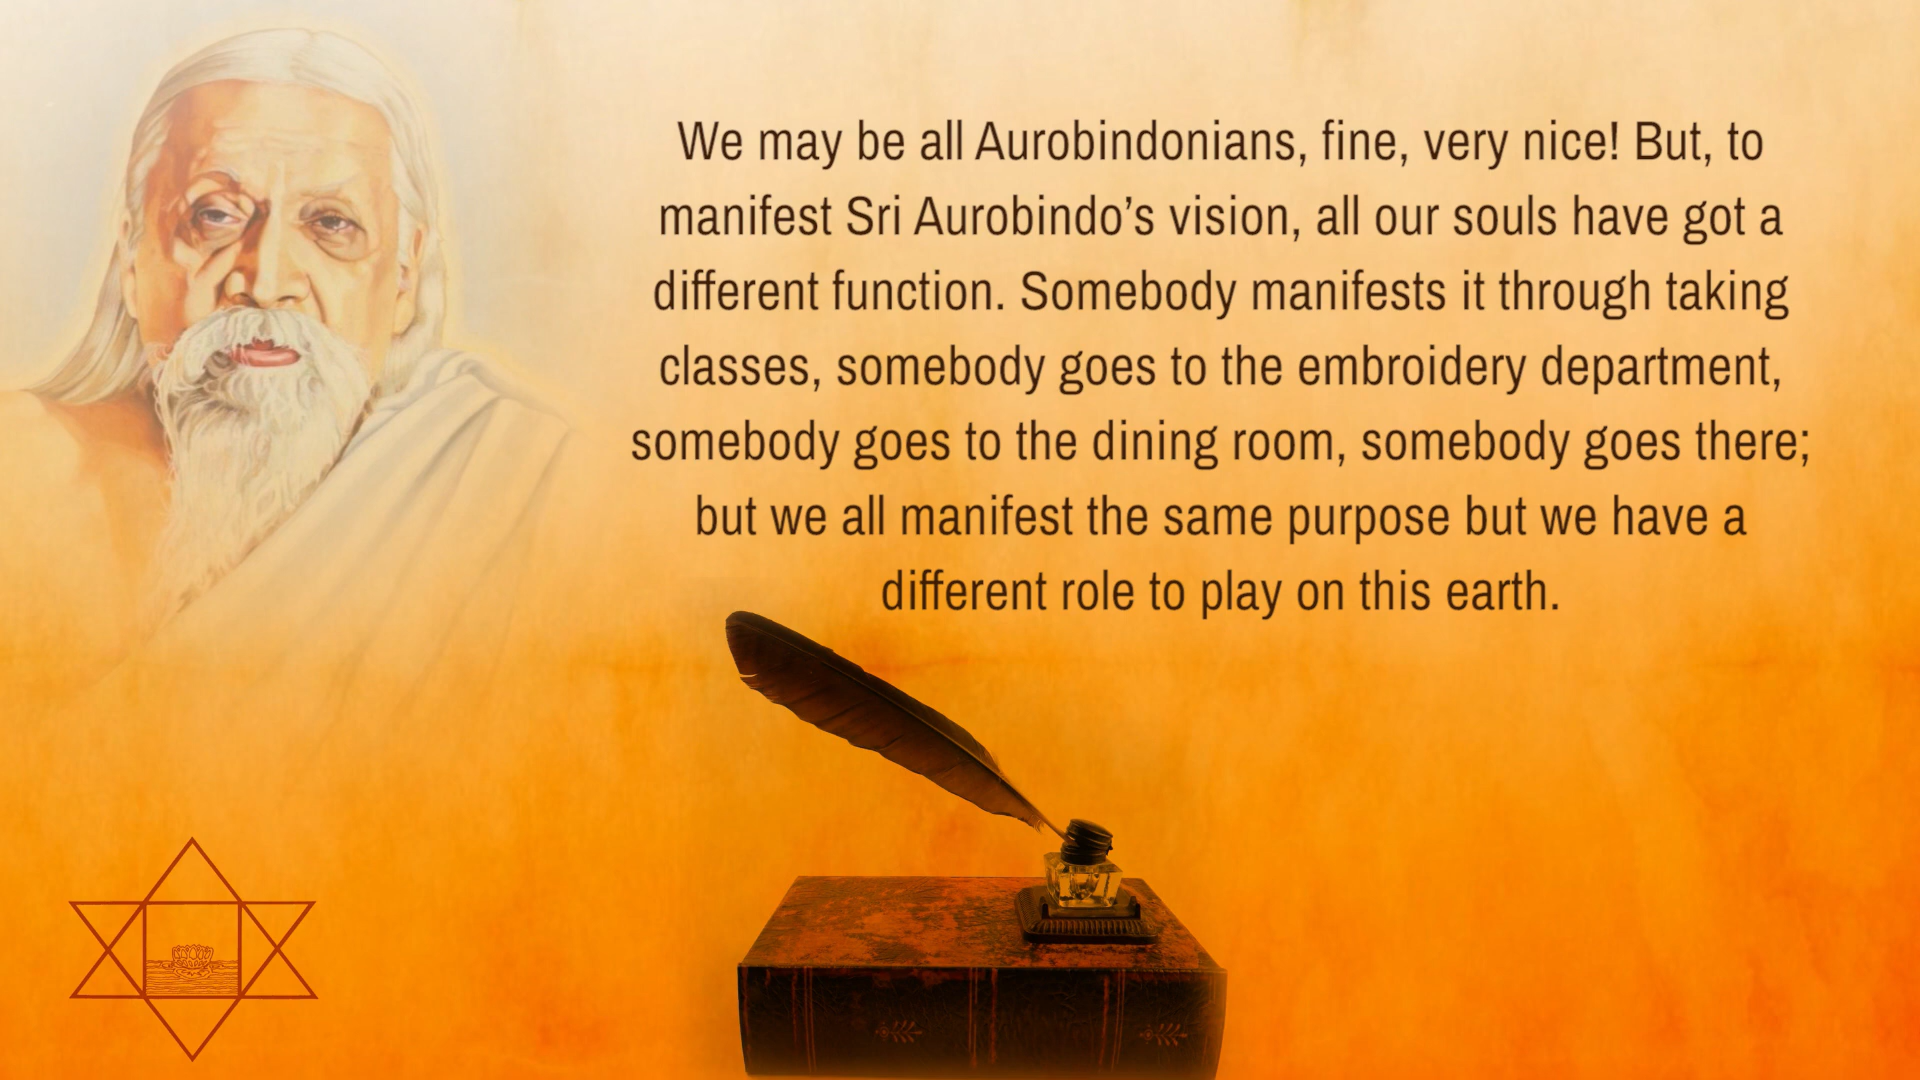 We may be all Aurobindonians, fine, very nice! But, to
manifest Sri Aurobindo’s vision, all our souls have got a
different function. Somebody manifests it through taking
classes, somebody goes to the embroidery department,
somebody goes to the dining room, somebody goes there;
but we all manifest the same purpose but we have a
different role to play on this earth.